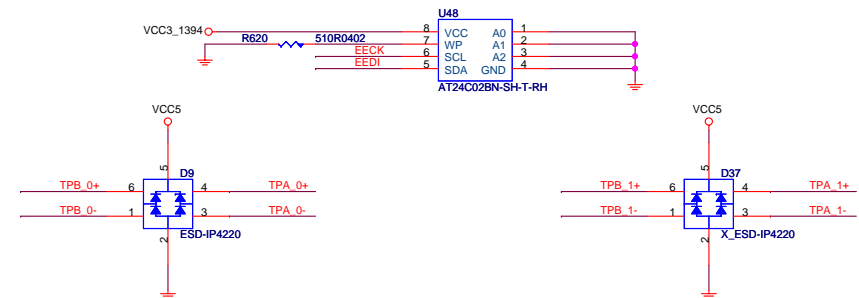 U48
VCC3_1394
8 VCC A0 1
R620 510R0402 7 WP A1 2
EECK 6 SCL A2 3
EEDI 5 SDA GND 4
AT24C02BN-SH-T-RH
VCC5
5
D9
TPB_0+ 6 4 TPA_0+
TPB_0- 1 3 TPA_0-
2
ESD-IP4220
VCC5
5
D37
TPB_1+ 6 4 TPA_1+
TPB_1- 1 3 TPA_1-
2
X_ESD-IP4220